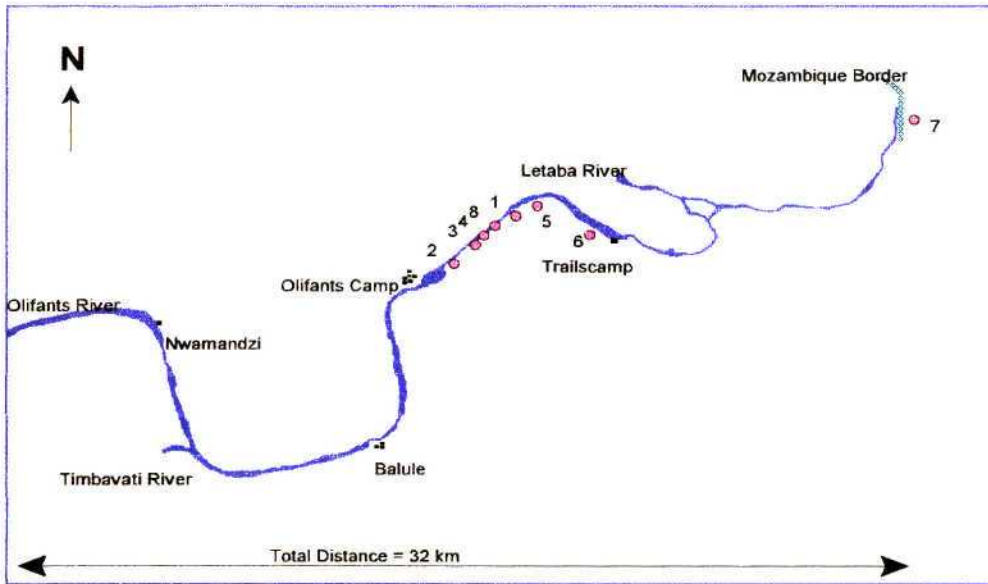 N
Mozambique Border
7
Letaba River
1
8
4
3
5
2
6
Trailscamp
Olifants Camp
Olifants River
Nwamandzi
Balule
Timbavati River
Total Distance = 32 km